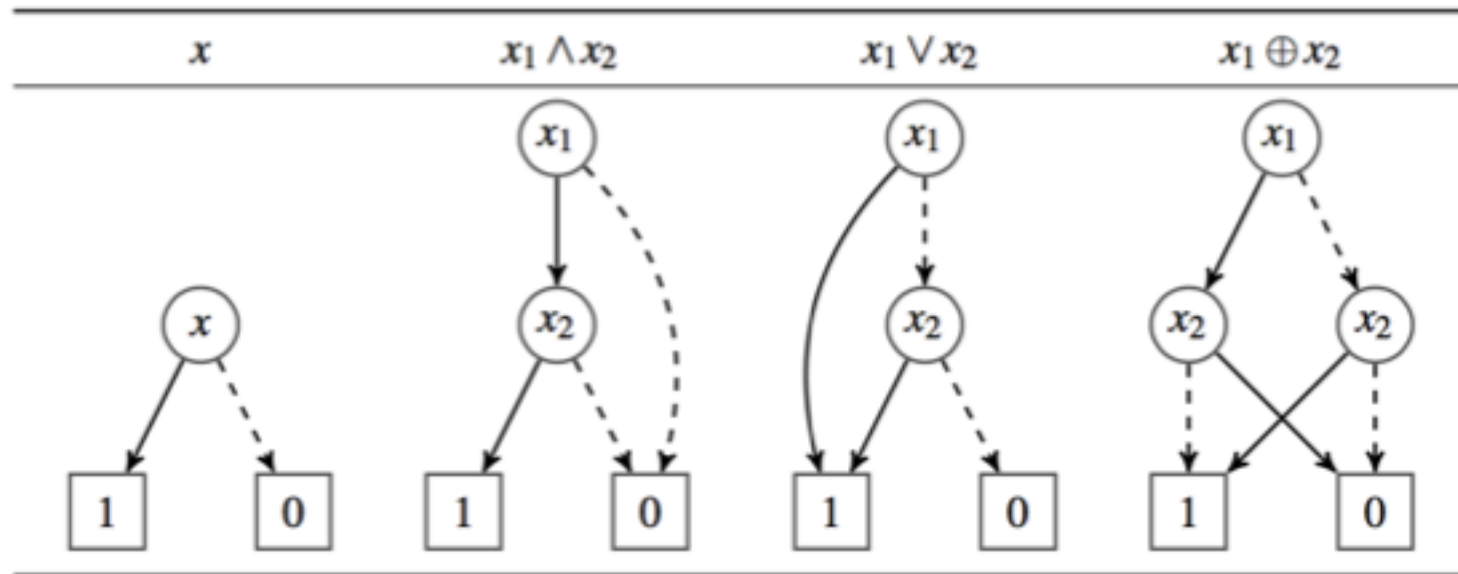 x x₁ ∧ x₂ x₁ ∨ x₂ x₁ ⊕ x₂
x₁ x₁ x₁
x x₂ x₂ x₂ x₂
1 0 1 0 1 0 1 0